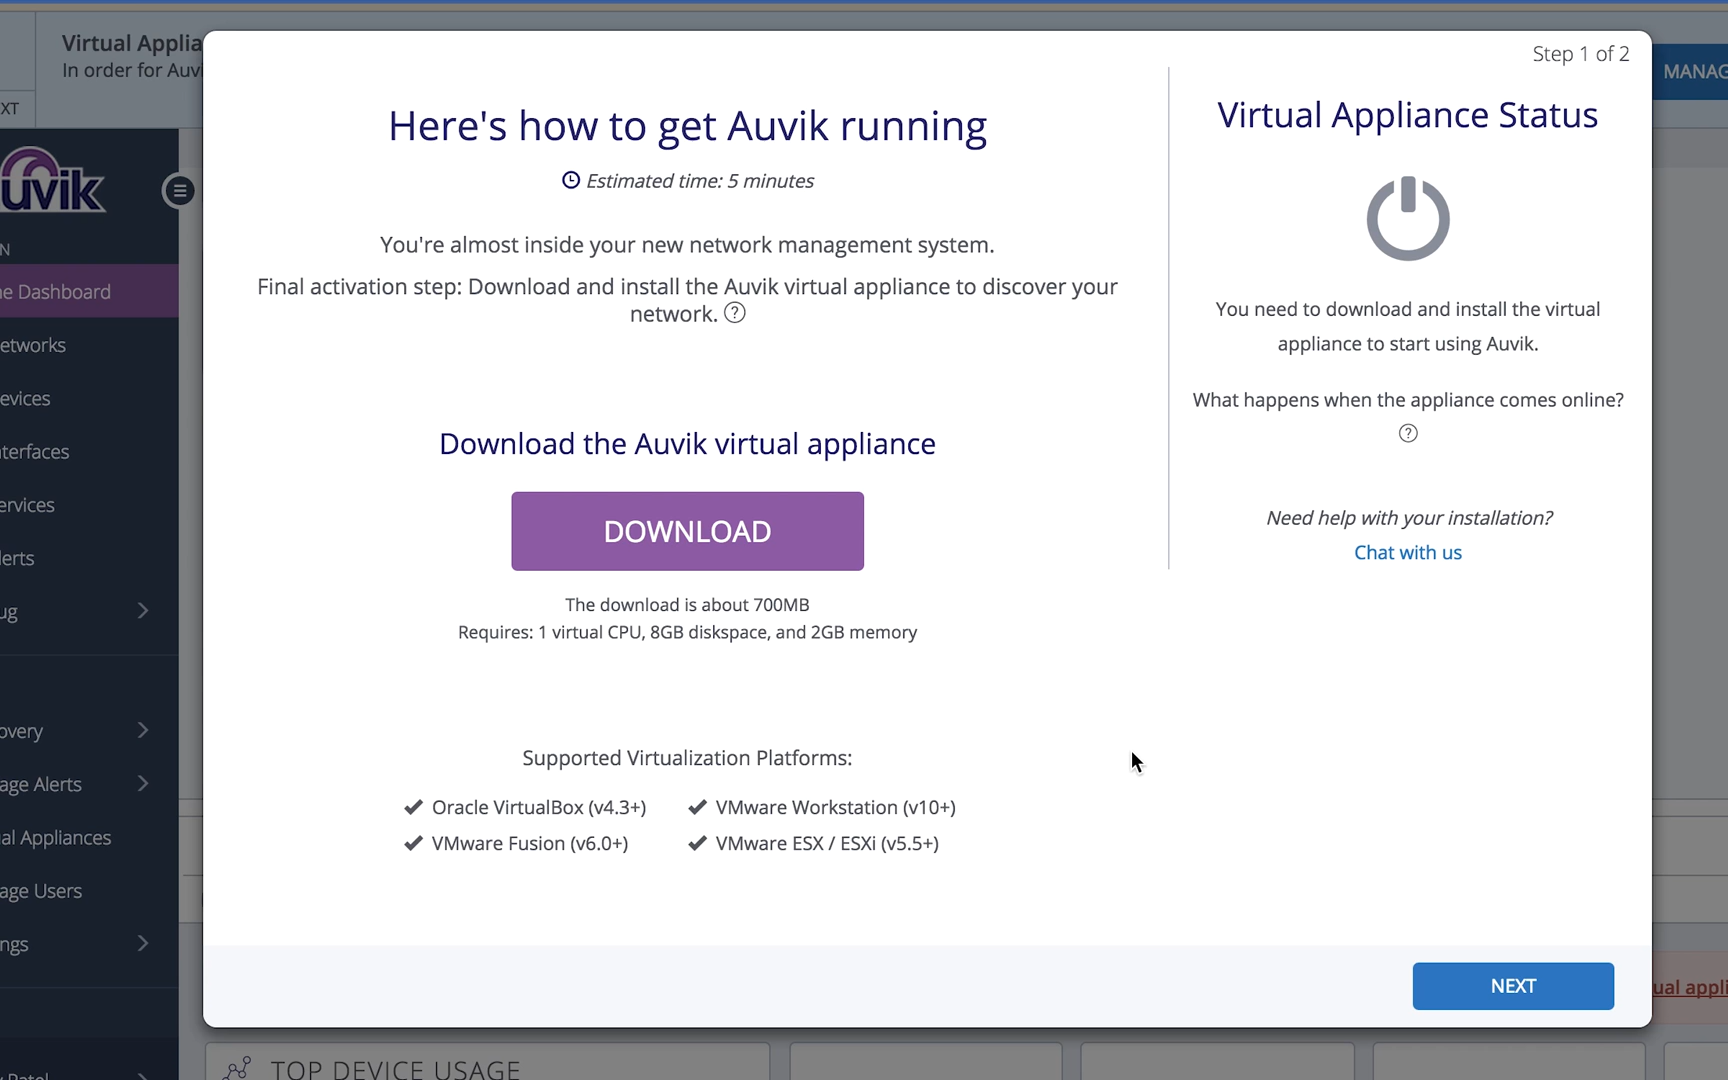 Virtual Applia
In order for Auvi
XT
MANAG
uvik
N
e Dashboard
etworks
evices
terfaces
ervices
lerts
ug
overy
age Alerts
al Appliances
age Users
ngs
Patel
Step 1 of 2
Here's how to get Auvik running
Estimated time: 5 minutes
You're almost inside your new network management system.
Final activation step: Download and install the Auvik virtual appliance to discover your
network. ?
Download the Auvik virtual appliance
DOWNLOAD
The download is about 700MB
Requires: 1 virtual CPU, 8GB diskspace, and 2GB memory
Supported Virtualization Platforms:
✔ Oracle VirtualBox (v4.3+)
✔ VMware Workstation (v10+)
✔ VMware Fusion (v6.0+)
✔ VMware ESX / ESXi (v5.5+)
Virtual Appliance Status
You need to download and install the virtual
appliance to start using Auvik.
What happens when the appliance comes online?
?
Need help with your installation?
Chat with us
NEXT
ual appli
TOP DEVICE USAGE